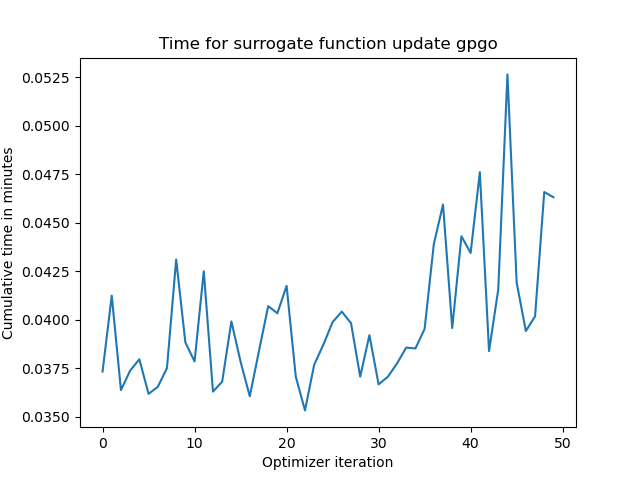 Time for surrogate function update gpgo
Cumulative time in minutes
0.0525
0.0500
0.0475
0.0450
0.0425
0.0400
0.0375
0.0350
0 10 20 30 40 50
Optimizer iteration